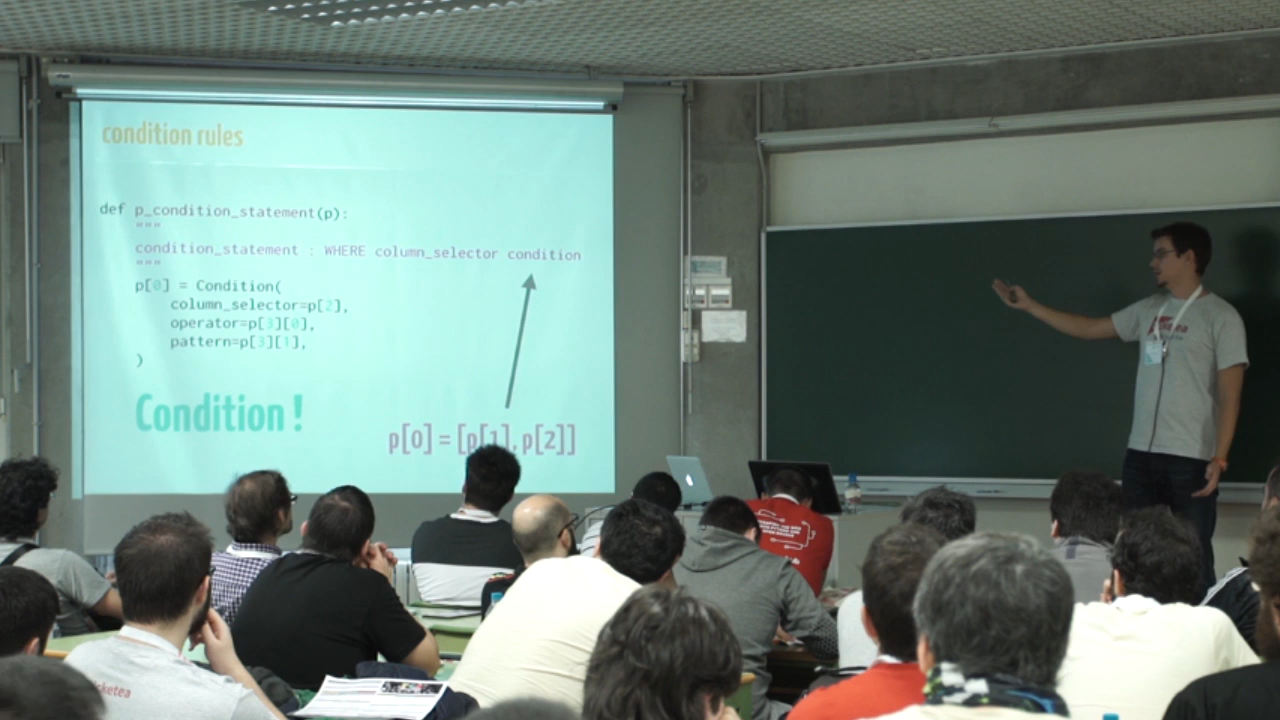 condition rules
def p_condition_statement(p):
"""
condition_statement : WHERE column_selector condition
"""
p[0] = Condition(
column_selector=p[2],
operator=p[3][0],
pattern=p[3][1],
)
Condition !
p[0] = [p[1], p[2]]